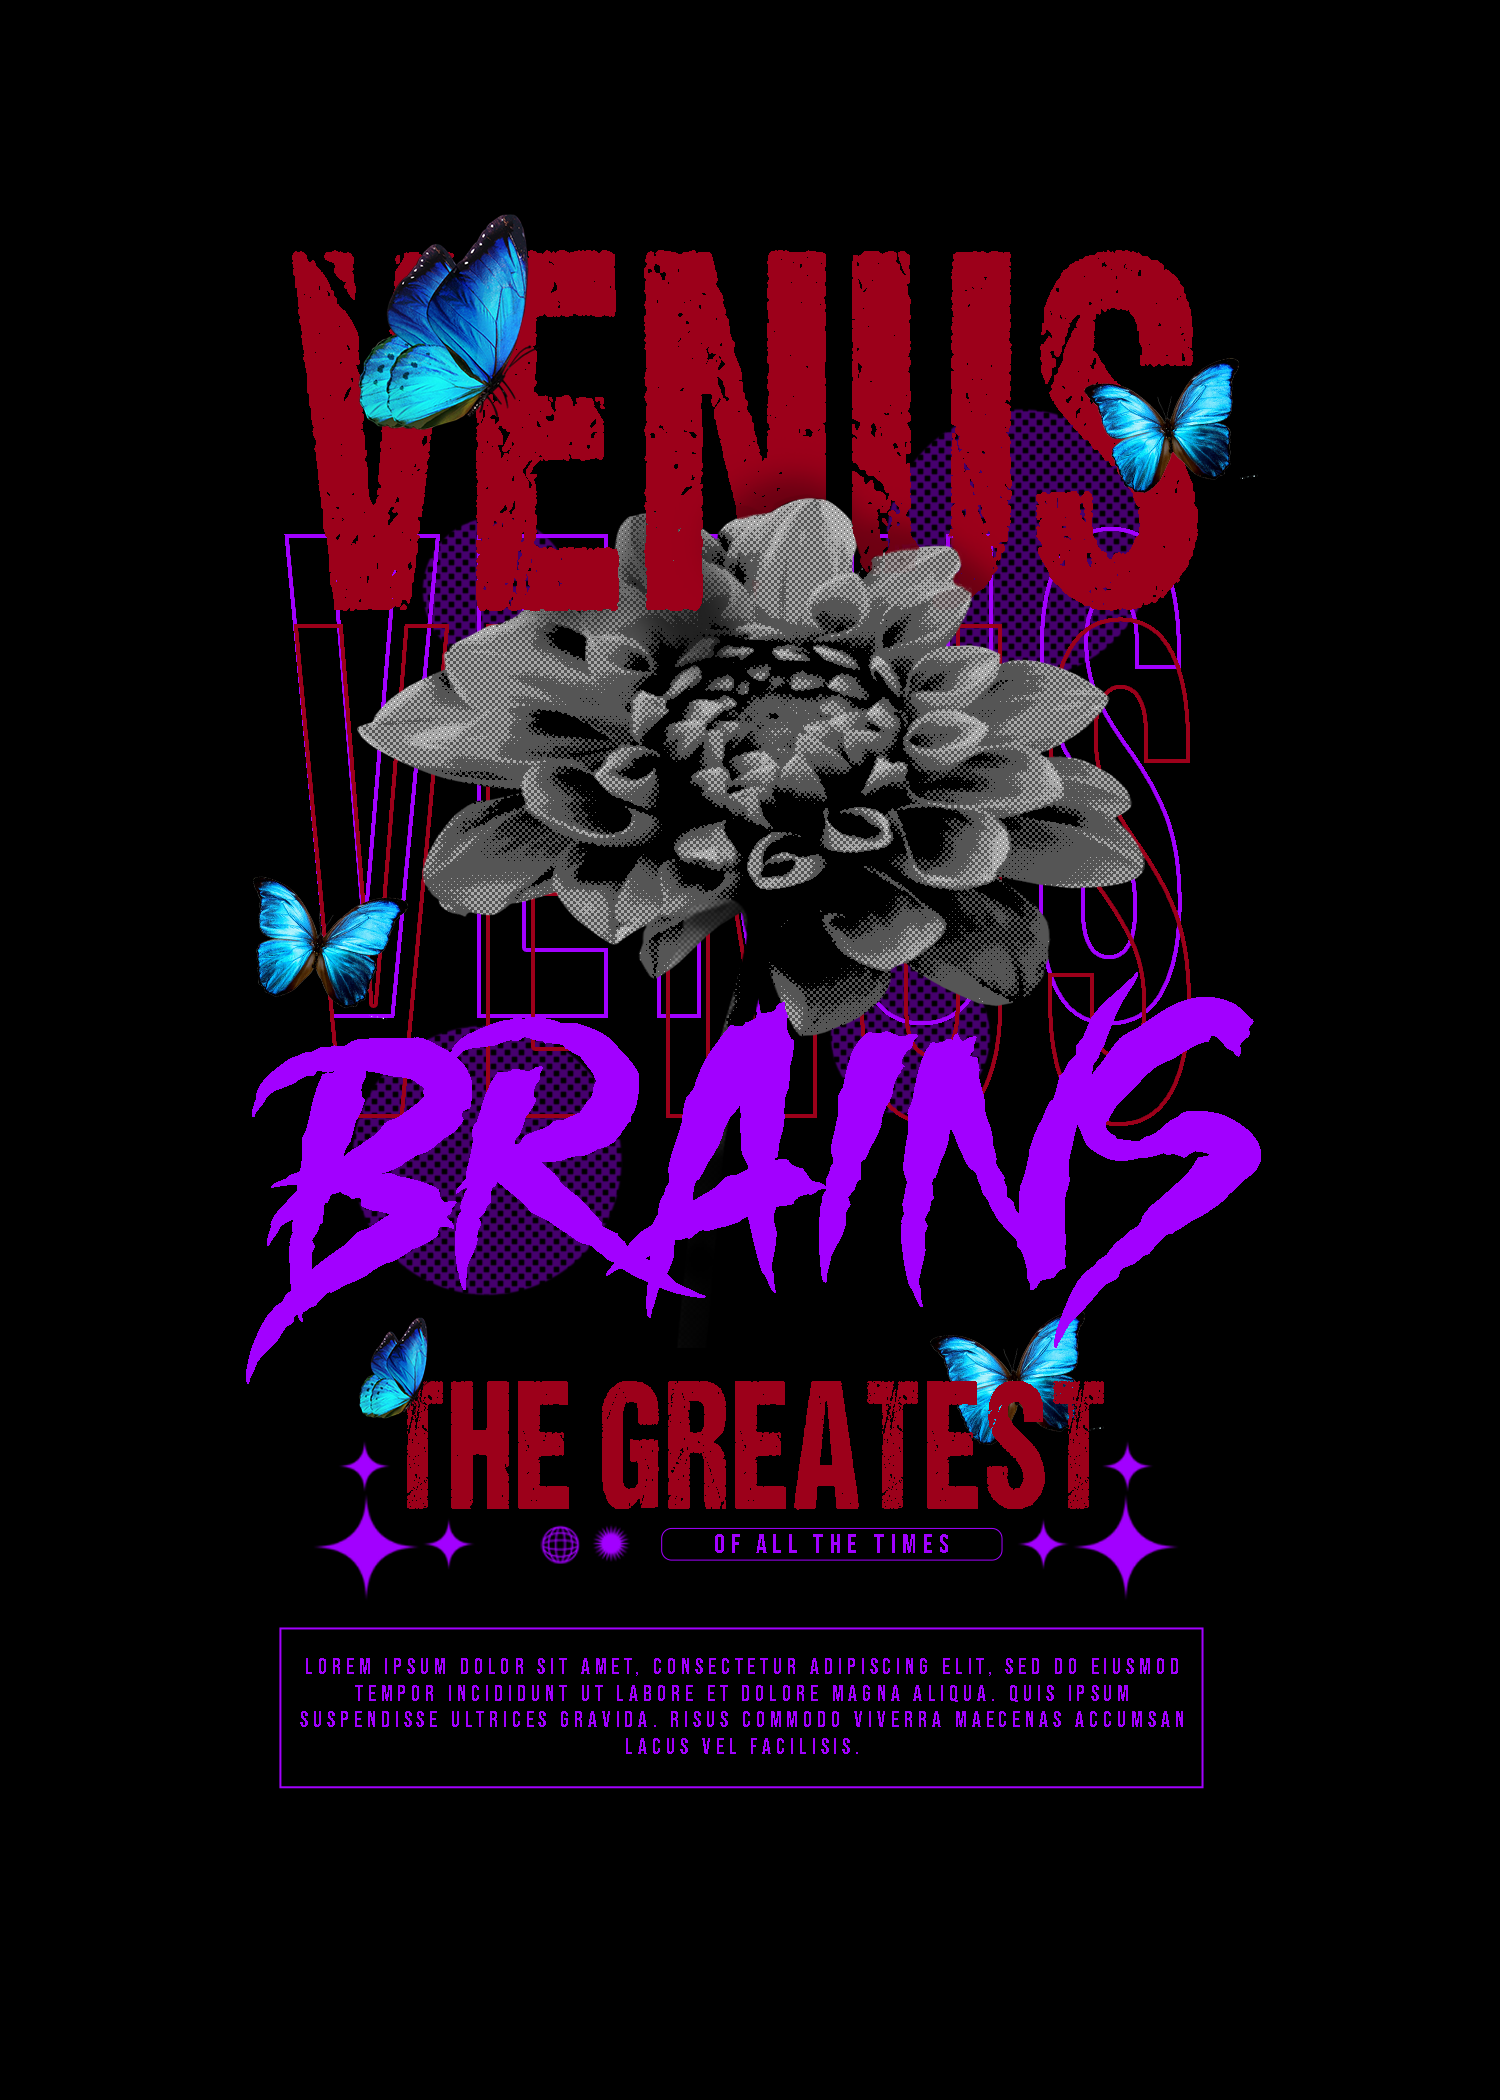 VENUS
VENUS
VENUS
BRAINS
THE GREATEST
OF ALL THE TIMES
LOREM IPSUM DOLOR SIT AMET, CONSECTETUR ADIPISCING ELIT, SED DO EIUSMOD
TEMPOR INCIDIDUNT UT LABORE ET DOLORE MAGNA ALIQUA. QUIS IPSUM
SUSPENDISSE ULTRICES GRAVIDA. RISUS COMMODO VIVERRA MAECENAS ACCUMSAN
LACUS VEL FACILISIS.